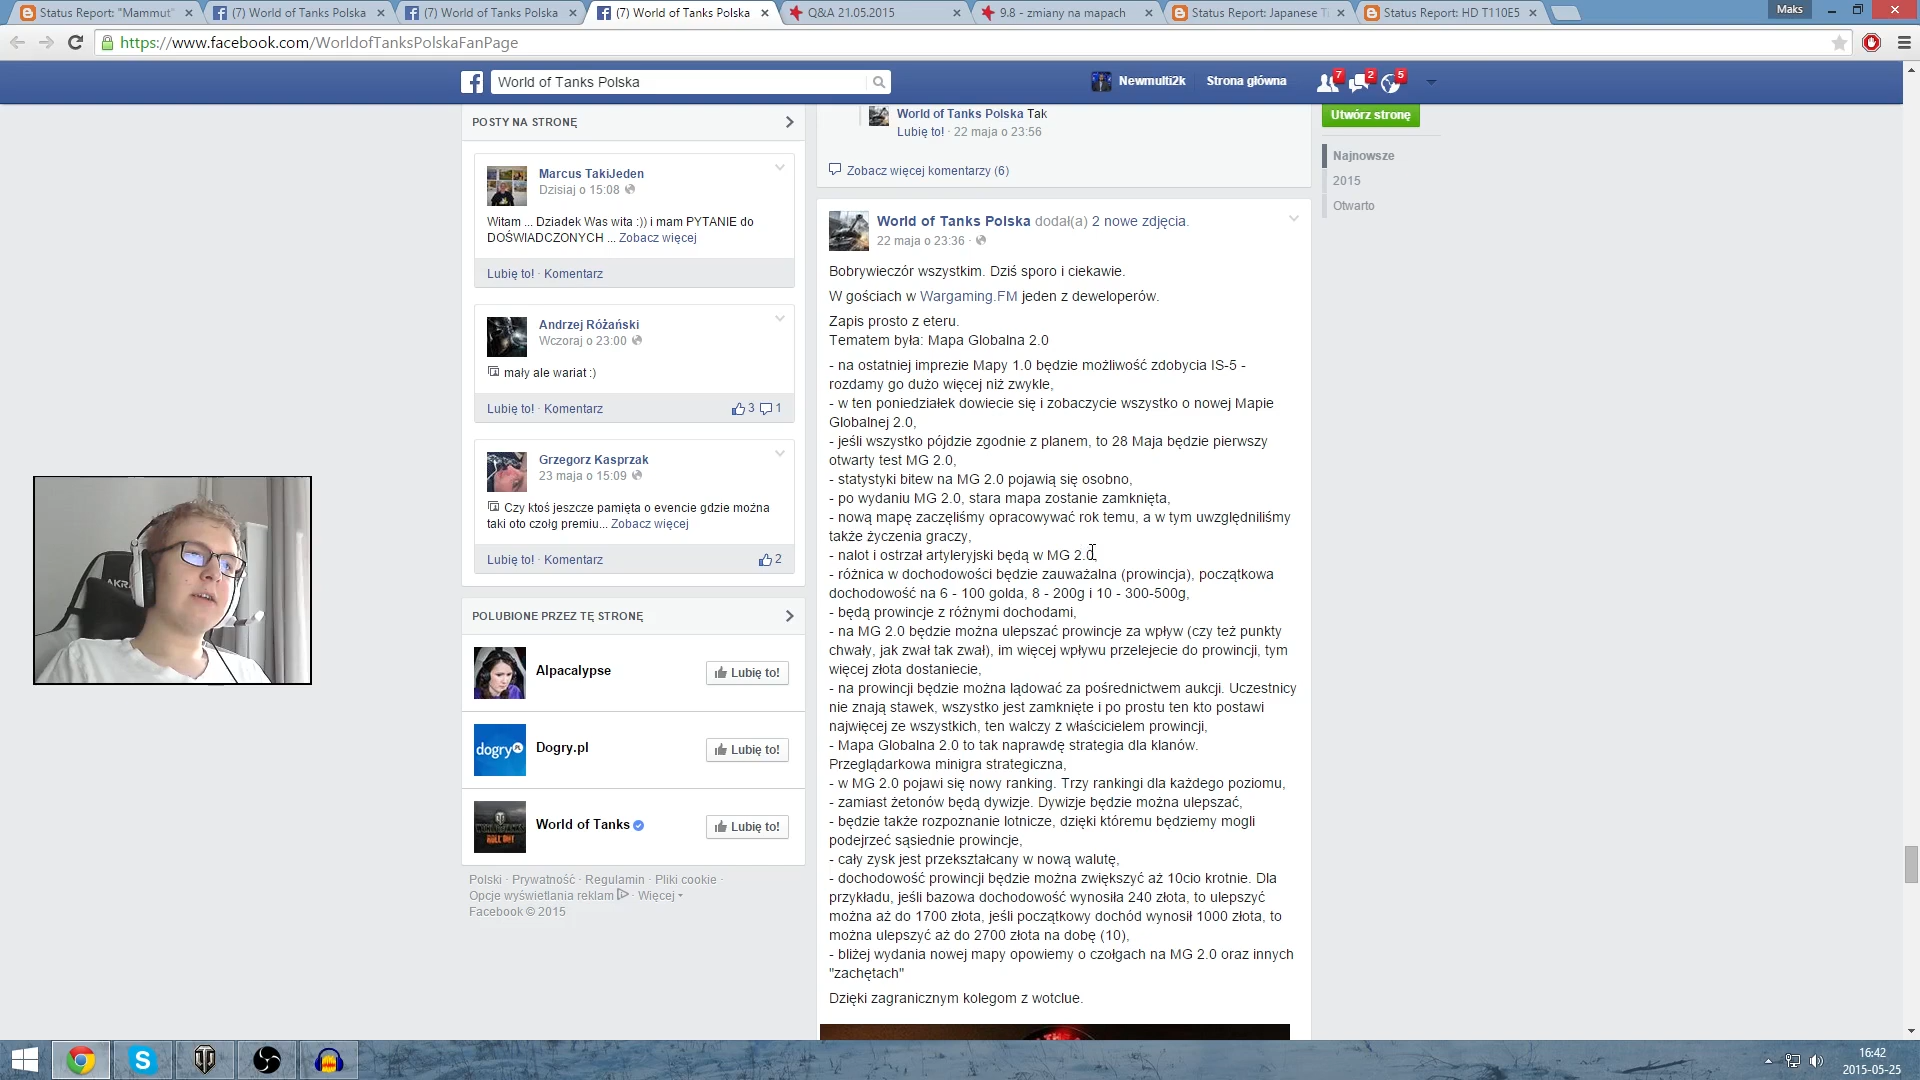 Status Report: "Mammut"
(7) World of Tanks Polska
(7) World of Tanks Polska
(7) World of Tanks Polska
Q&A 21.05.2015
9.8 - zmiany na mapach
Status Report: Japanese T
Status Report: HD T110E5
Maks
https://www.facebook.com/WorldofTanksPolskaFanPage
World of Tanks Polska
Newmulti2k
Strona główna
7
2
5
POSTY NA STRONĘ
Marcus TakiJeden
Dzisiaj o 15:08
Witam ... Dziadek Was wita :)) i mam PYTANIE do
DOŚWIADCZONYCH ... Zobacz więcej
Lubię to! · Komentarz
Andrzej Różański
Wczoraj o 23:00
mały ale wariat :)
Lubię to! · Komentarz
3 1
Grzegorz Kasprzak
23 maja o 15:09
Czy ktoś jeszcze pamięta o evencie gdzie można
taki oto czołg premiu... Zobacz więcej
Lubię to! · Komentarz
2
POLUBIONE PRZEZ TĘ STRONĘ
Alpacalypse
Lubię to!
dogry
Dogry.pl
Lubię to!
World of Tanks
Lubię to!
Polski · Prywatność · Regulamin · Pliki cookie ·
Opcje wyświetlania reklam · Więcej
Facebook © 2015
World of Tanks Polska Tak
Lubię to! · 22 maja o 23:56
Zobacz więcej komentarzy (6)
World of Tanks Polska dodał(a) 2 nowe zdjęcia.
22 maja o 23:36 ·
Bobrywieczór wszystkim. Dziś sporo i ciekawie.
W gościach w Wargaming.FM jeden z deweloperów.
Zapis prosto z eteru.
Tematem była: Mapa Globalna 2.0
- na ostatniej imprezie Mapy 1.0 będzie możliwość zdobycia IS-5 -
rozdamy go dużo więcej niż zwykle,
- w ten poniedziałek dowiecie się i zobaczycie wszystko o nowej Mapie
Globalnej 2.0,
- jeśli wszystko pójdzie zgodnie z planem, to 28 Maja będzie pierwszy
otwarty test MG 2.0,
- statystyki bitew na MG 2.0 pojawią się osobno,
- po wydaniu MG 2.0, stara mapa zostanie zamknięta,
- nową mapę zaczęliśmy opracowywać rok temu, a w tym uwzględniliśmy
także życzenia graczy,
- nalot i ostrzał artyleryjski będą w MG 2.0,
- różnica w dochodowości będzie zauważalna (prowincja), początkowa
dochodowość na 6 - 100 golda, 8 - 200g i 10 - 300-500g,
- będą prowincje z różnymi dochodami,
- na MG 2.0 będzie można ulepszać prowincje za wpływ (czy też punkty
chwały, jak zwał tak zwał), im więcej wpływu przelejecie do prowincji, tym
więcej złota dostaniecie,
- na prowincji będzie można lądować za pośrednictwem aukcji. Uczestnicy
nie znają stawek, wszystko jest zamknięte i po prostu ten kto postawi
najwięcej ze wszystkich, ten walczy z właścicielem prowincji,
- Mapa Globalna 2.0 to tak naprawdę strategia dla klanów.
Przeglądarkowa minigra strategiczna,
- w MG 2.0 pojawi się nowy ranking. Trzy rankingi dla każdego poziomu,
- zamiast żetonów będą dywizje. Dywizje będzie można ulepszać,
- będzie także rozpoznanie lotnicze, dzięki któremu będziemy mogli
podejrzeć sąsiednie prowincje,
- cały zysk jest przekształcany w nową walutę,
- dochodowość prowincji będzie można zwiększyć aż 10cio krotnie. Dla
przykładu, jeśli bazowa dochodowość wynosiła 240 złota, to ulepszyć
można aż do 1700 złota, jeśli początkowy dochód wynosił 1000 złota, to
można ulepszyć aż do 2700 złota na dobę (10),
- bliżej wydania nowej mapy opowiemy o czołgach na MG 2.0 oraz innych
"zachętach"
Dzięki zagranicznym kolegom z wotclue.
Utwórz stronę
Najnowsze
2015
Otwarto
16:42
2015-05-25